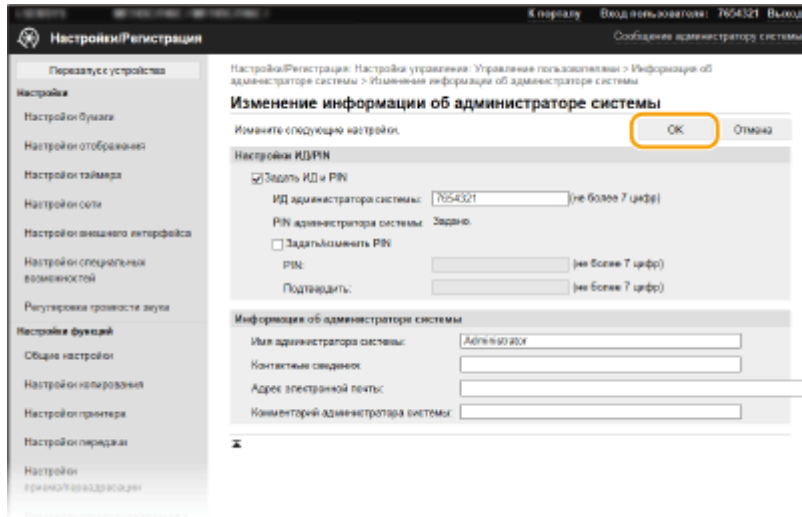 К порталу Вход пользователя: 7654321 Выход
Настройки/Регистрация
Сообщение администратору системы
Перезапуск устройства
Настройки
Настройки бумаги
Настройки отображения
Настройки таймера
Настройки сети
Настройки внешнего интерфейса
Настройки специальных
возможностей
Регулировка громкости звука
Настройки функций
Общие настройки
Настройки копирования
Настройки принтера
Настройки передачи
Настройки
приема/переадресации
Настройки/Регистрация: Настройки управления: Управление пользователями > Информация об
администраторе системы > Изменение информации об администраторе системы
Изменение информации об администраторе системы
Измените следующие настройки.
OK
Отмена
Настройки ИД/PIN
Задать ИД и PIN
ИД администратора системы: 7654321 (не более 7 цифр)
PIN администратора системы: Задано.
Задать/изменить PIN
PIN: (не более 7 цифр)
Подтвердить: (не более 7 цифр)
Информация об администраторе системы
Имя администратора системы: Administrator
Контактные сведения:
Адрес электронной почты:
Комментарий администратора системы: